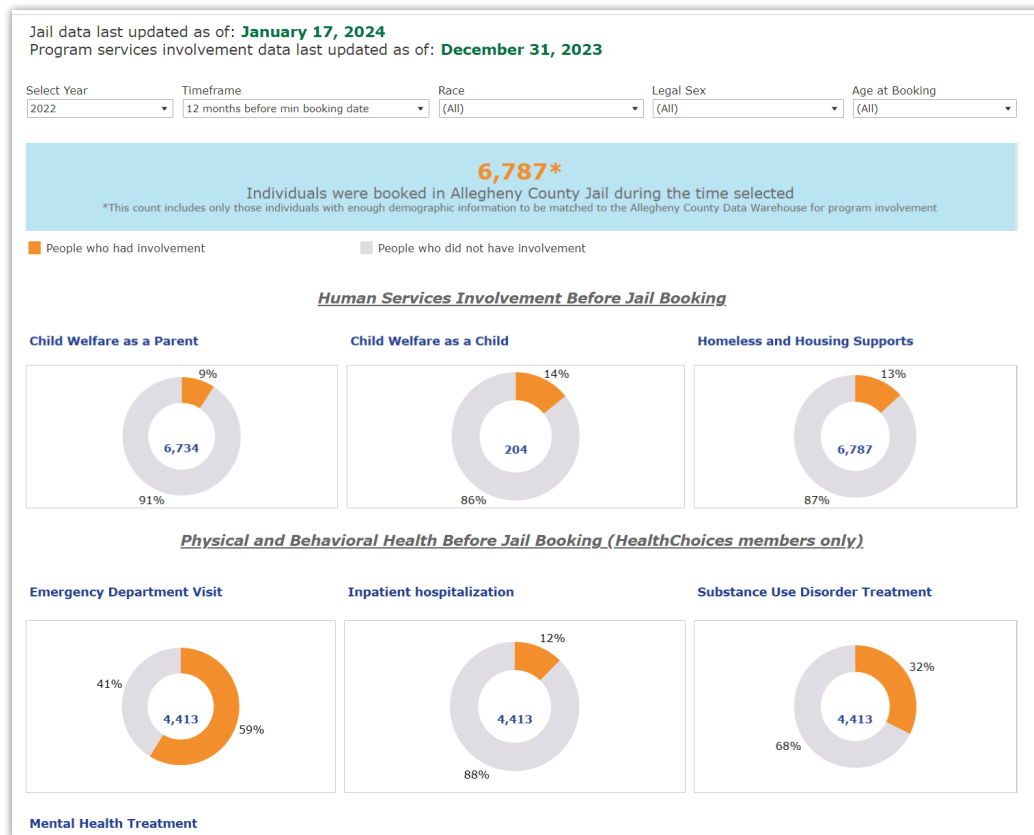 Jail data last updated as of: January 17, 2024
Program services involvement data last updated as of: December 31, 2023
Select Year
Timeframe
Race
Legal Sex
Age at Booking
2022
12 months before min booking date
(All)
(All)
(All)
6,787*
Individuals were booked in Allegheny County Jail during the time selected
*This count includes only those individuals with enough demographic information to be matched to the Allegheny County Data Warehouse for program involvement
People who had involvement
People who did not have involvement
Human Services Involvement Before Jail Booking
Child Welfare as a Parent
Child Welfare as a Child
Homeless and Housing Supports
9%
6,734
91%
14%
204
86%
13%
6,787
87%
Physical and Behavioral Health Before Jail Booking (HealthChoices members only)
Emergency Department Visit
Inpatient hospitalization
Substance Use Disorder Treatment
41%
4,413
59%
12%
4,413
88%
32%
4,413
68%
Mental Health Treatment